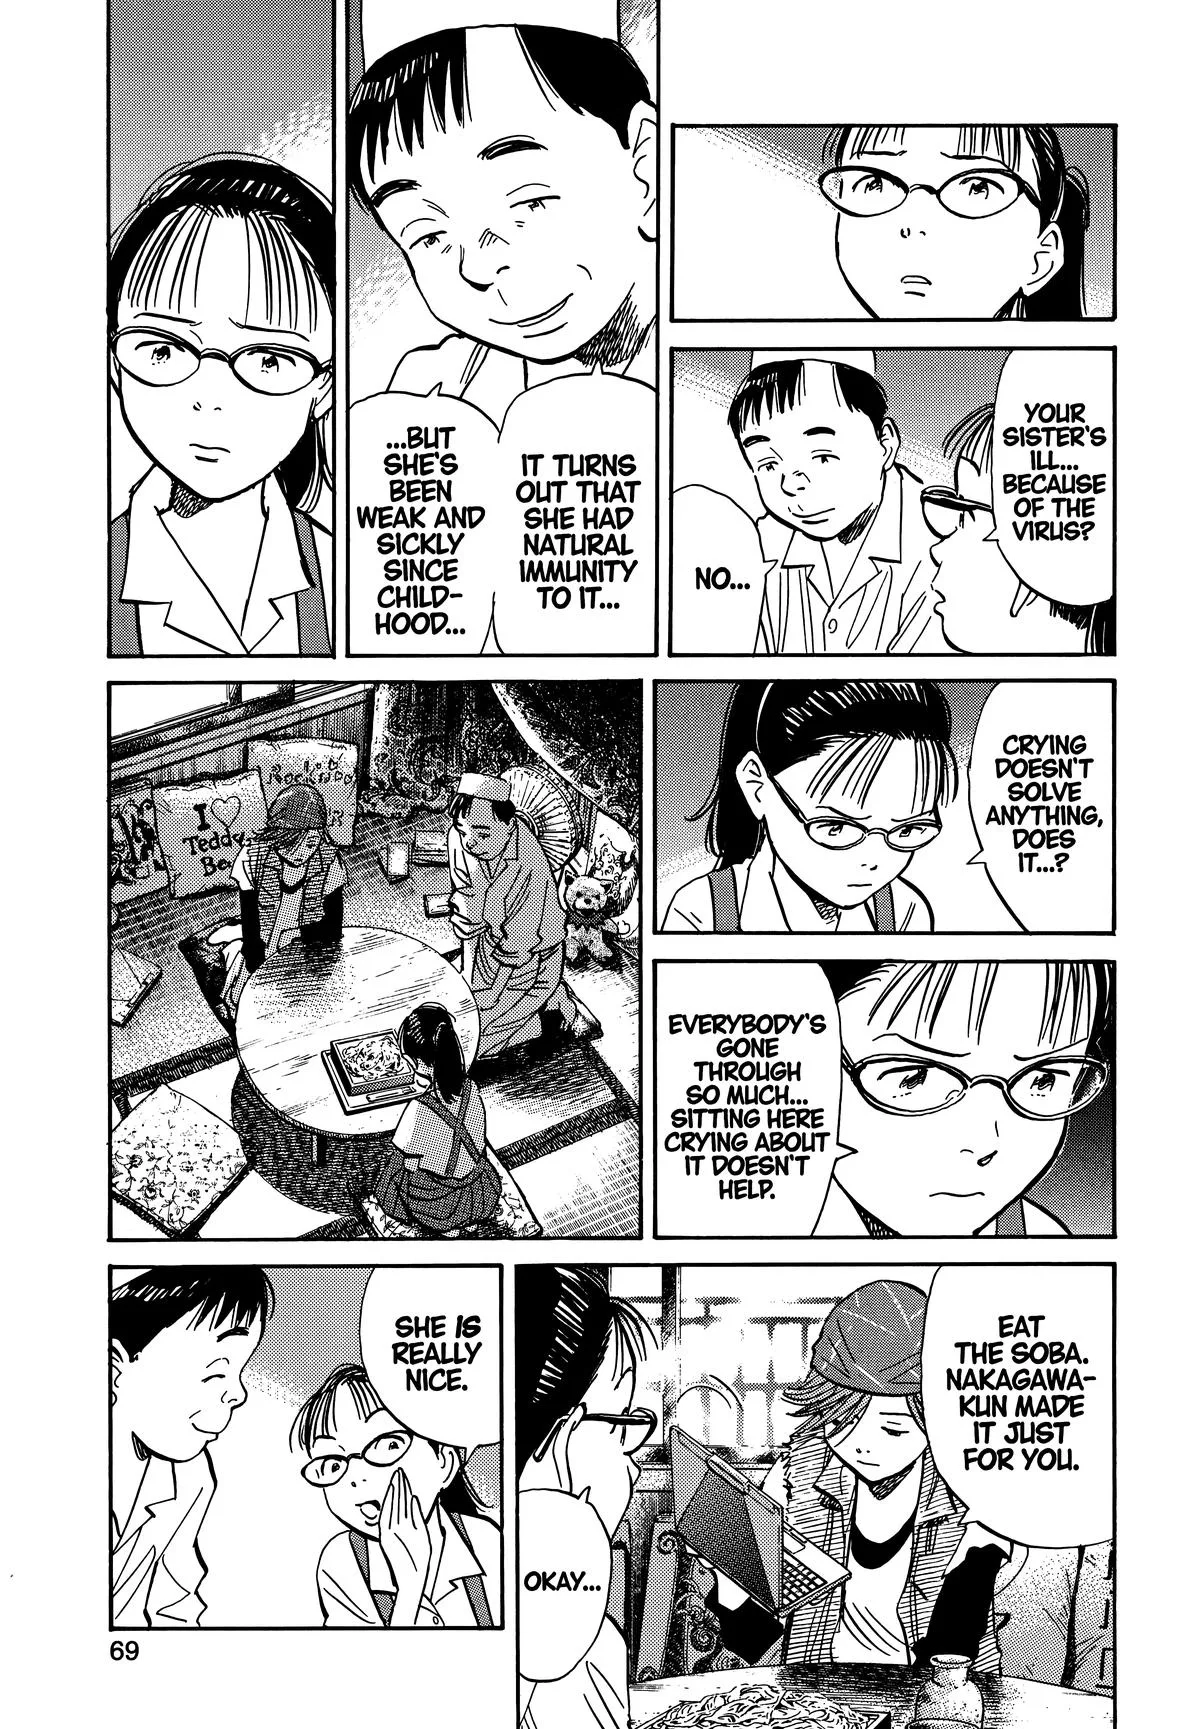 YOUR
SISTER'S
ILL...
BECAUSE
OF THE
VIRUS?
NO...
IT TURNS
OUT THAT
SHE HAD
NATURAL
IMMUNITY
TO IT...
...BUT
SHE'S
BEEN
WEAK AND
SICKLY
SINCE
CHILD-
HOOD...
CRYING
DOESN'T
SOLVE
ANYTHING,
DOES
IT...?
I ♡
Teddy
Be
EVERYBODY'S
GONE
THROUGH
SO MUCH...
SITTING HERE
CRYING ABOUT
IT DOESN'T
HELP.
EAT
THE SOBA.
NAKAGAWA-
KUN MADE
IT JUST
FOR YOU.
OKAY...
SHE IS
REALLY
NICE.
69